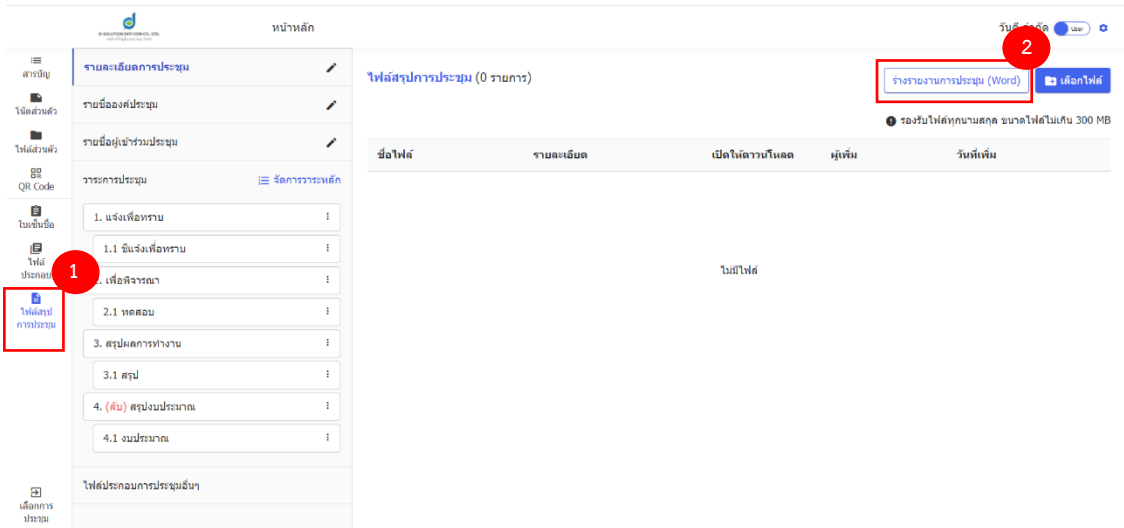 D-SOLUTION DOT COM CO.,LTD.
หน้าหลัก
User
2
สารบัญ
โน้ตส่วนตัว
ไฟล์ส่วนตัว
QR Code
ใบเซ็นชื่อ
ไฟล์
ประกอบ
1
ไฟล์สรุป
การประชุม
เลือกการ
ประชุม
รายละเอียดการประชุม
รายชื่อองค์ประชุม
รายชื่อผู้เข้าร่วมประชุม
วาระการประชุม
จัดการวาระหลัก
1. แจ้งเพื่อทราบ
1.1 ชี้แจ้งเพื่อทราบ
. เพื่อพิจารณา
2.1 ทดสอบ
3. สรุปผลการทำงาน
3.1 สรุป
4. (ลับ) สรุปงบประมาณ
4.1 งบประมาณ
ไฟล์ประกอบการประชุมอื่นๆ
ไฟล์สรุปการประชุม (0 รายการ)
ร่างรายงานการประชุม (Word)
เลือกไฟล์
รองรับไฟล์ทุกนามสกุล ขนาดไฟล์ไม่เกิน 300 MB
ชื่อไฟล์ รายละเอียด เปิดให้ดาวน์โหลด ผู้เพิ่ม วันที่เพิ่ม
ไม่มีไฟล์